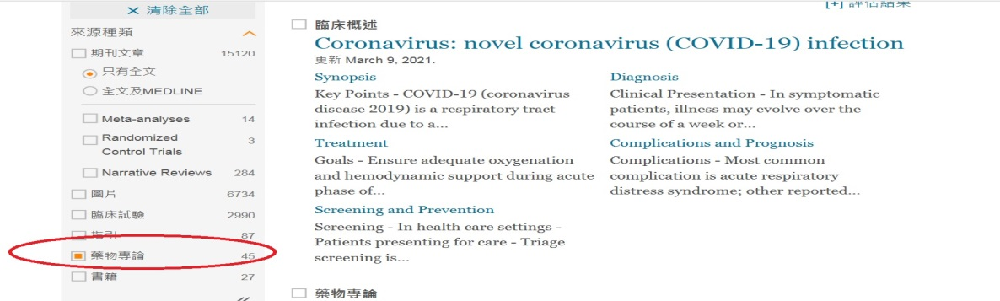 ✕ 清除全部
來源種類
期刊文章 15120
只有全文
全文及MEDLINE
Meta-analyses 14
Randomized
Control Trials 3
Narrative Reviews 284
圖片 6734
臨床試驗 2990
指引 87
藥物專論 45
書籍 27
[+] 評估結果
臨床概述
Coronavirus: novel coronavirus (COVID-19) infection
更新 March 9, 2021.
Synopsis
Key Points - COVID-19 (coronavirus
disease 2019) is a respiratory tract
infection due to a...
Diagnosis
Clinical Presentation - In symptomatic
patients, illness may evolve over the
course of a week or...
Treatment
Goals - Ensure adequate oxygenation
and hemodynamic support during acute
phase of...
Complications and Prognosis
Complications - Most common
complication is acute respiratory
distress syndrome; other reported...
Screening and Prevention
Screening - In health care settings -
Patients presenting for care - Triage
screening is...
藥物專論